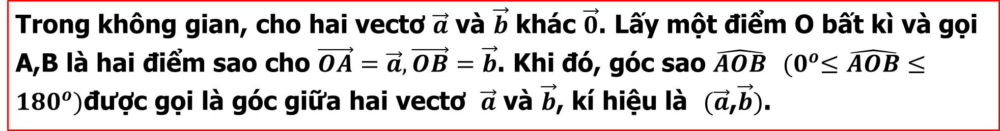 Trong không gian, cho hai vectơ $\vec{a}$ và $\vec{b}$ khác $\vec{0}$. Lấy một điểm O bất kì và gọi
A,B là hai điểm sao cho $\overrightarrow{OA} = \vec{a}, \overrightarrow{OB} = \vec{b}$. Khi đó, góc sao $\widehat{AOB}$ $(0^o \leq \widehat{AOB} \leq$
$180^o)$được gọi là góc giữa hai vectơ $\vec{a}$ và $\vec{b}$, kí hiệu là $(\vec{a},\vec{b})$.